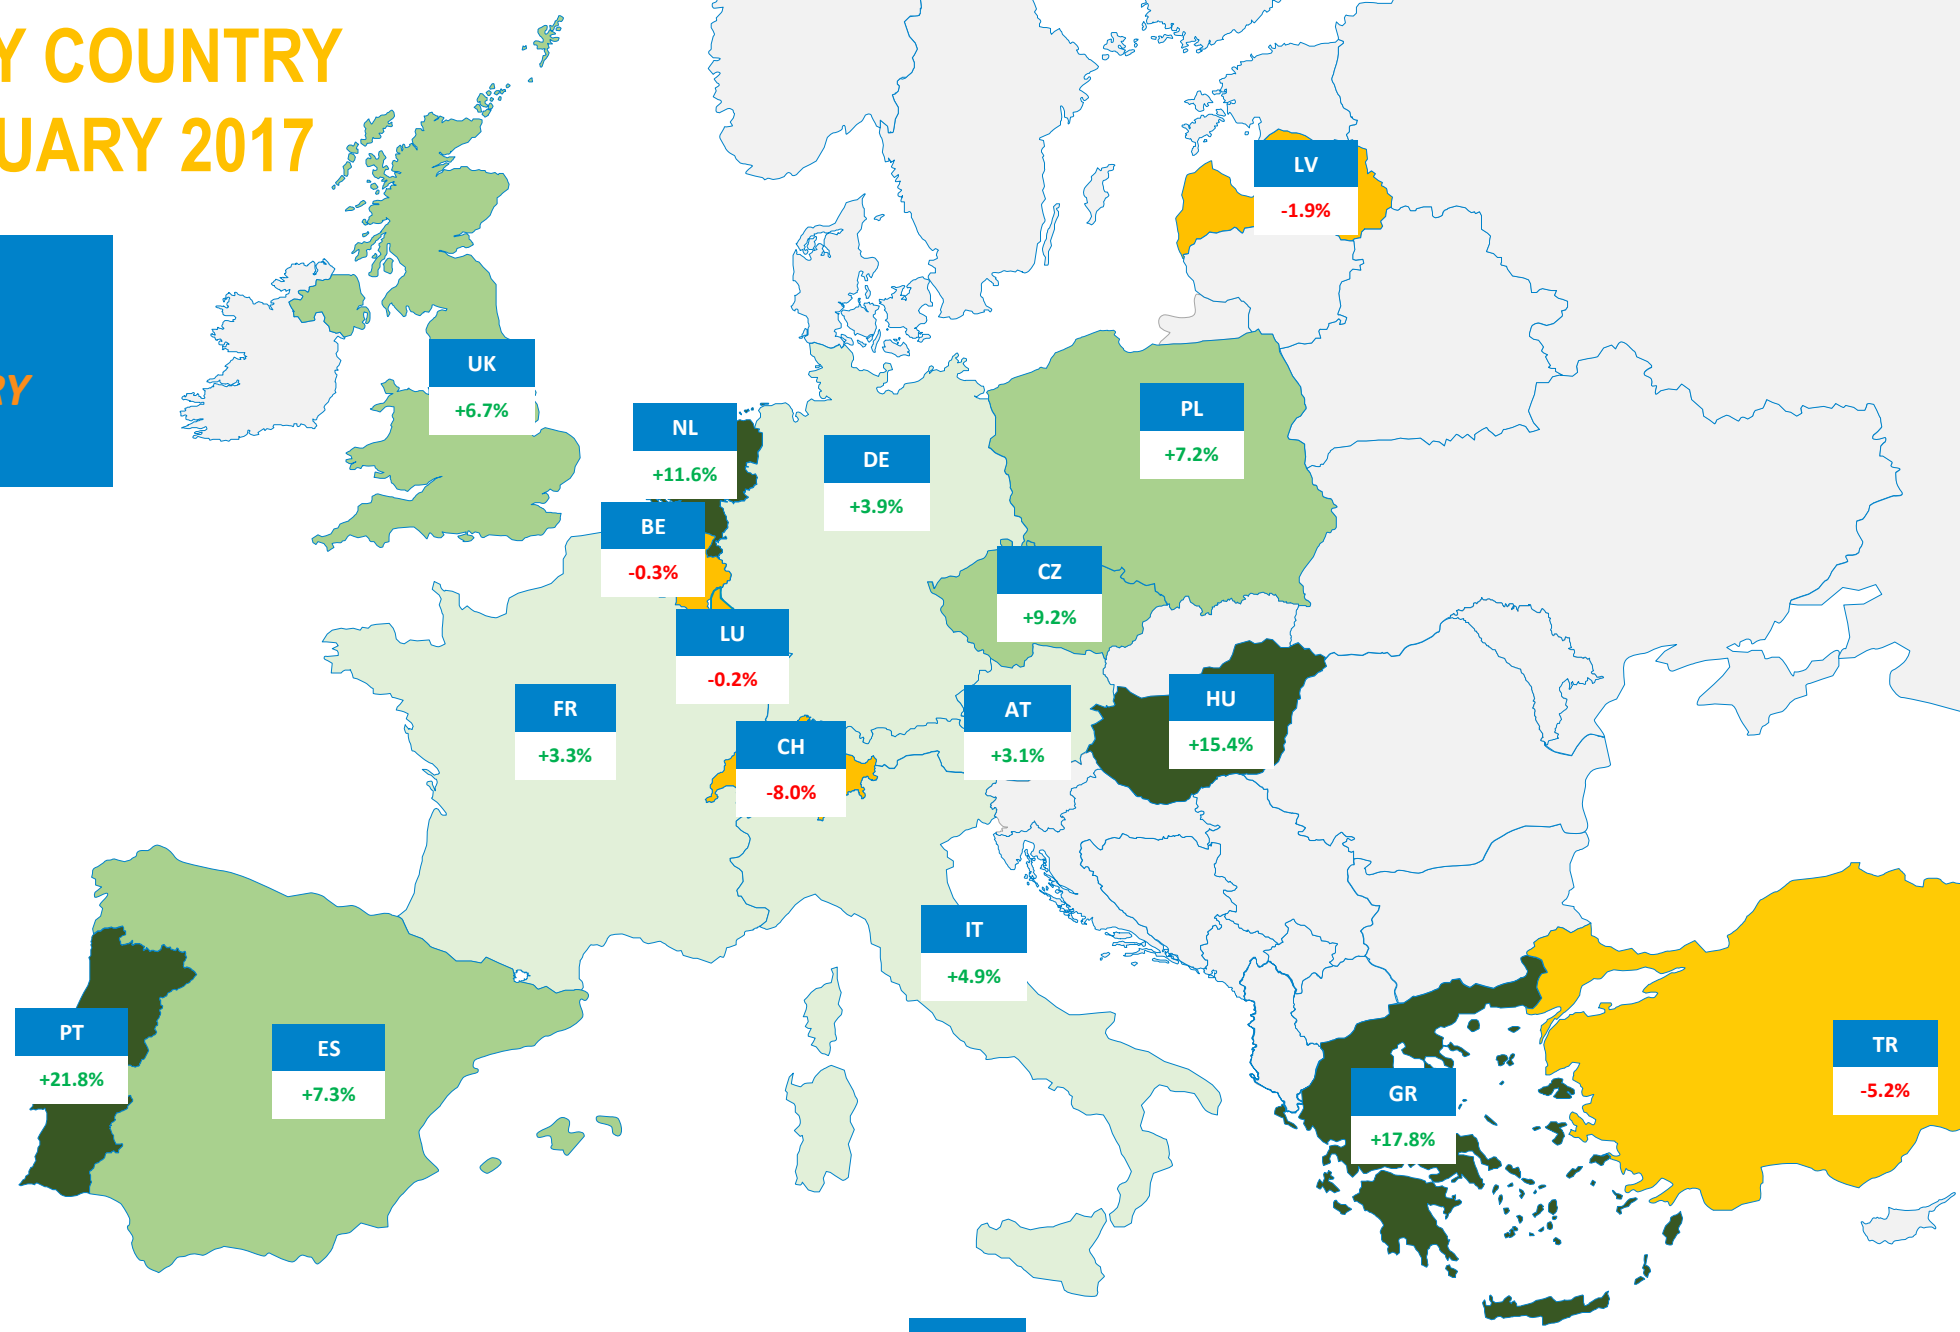 Y COUNTRY
UARY 2017
RY
LV
-1.9%
UK
+6.7%
PL
+7.2%
NL
+11.6%
DE
+3.9%
BE
-0.3%
CZ
+9.2%
LU
-0.2%
FR
+3.3%
CH
-8.0%
AT
+3.1%
HU
+15.4%
IT
+4.9%
PT
+21.8%
ES
+7.3%
GR
+17.8%
TR
-5.2%